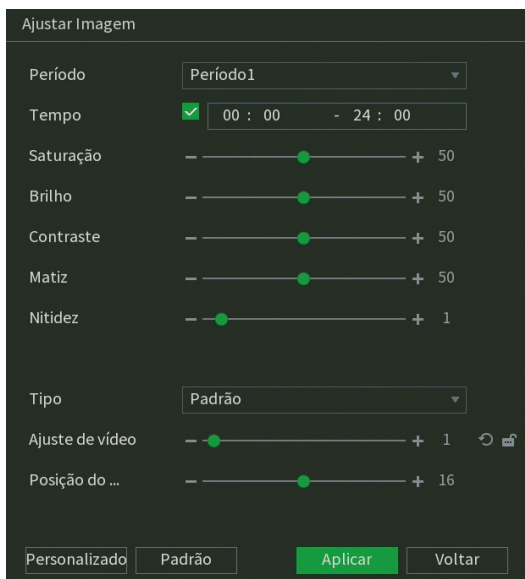 Ajustar Imagem
Período Período1
Tempo 00 : 00 - 24 : 00
Saturação 50
Brilho 50
Contraste 50
Matiz 50
Nitidez 1
Tipo Padrão
Ajuste de vídeo 1
Posição do ... 16
Personalizado Padrão Aplicar Voltar